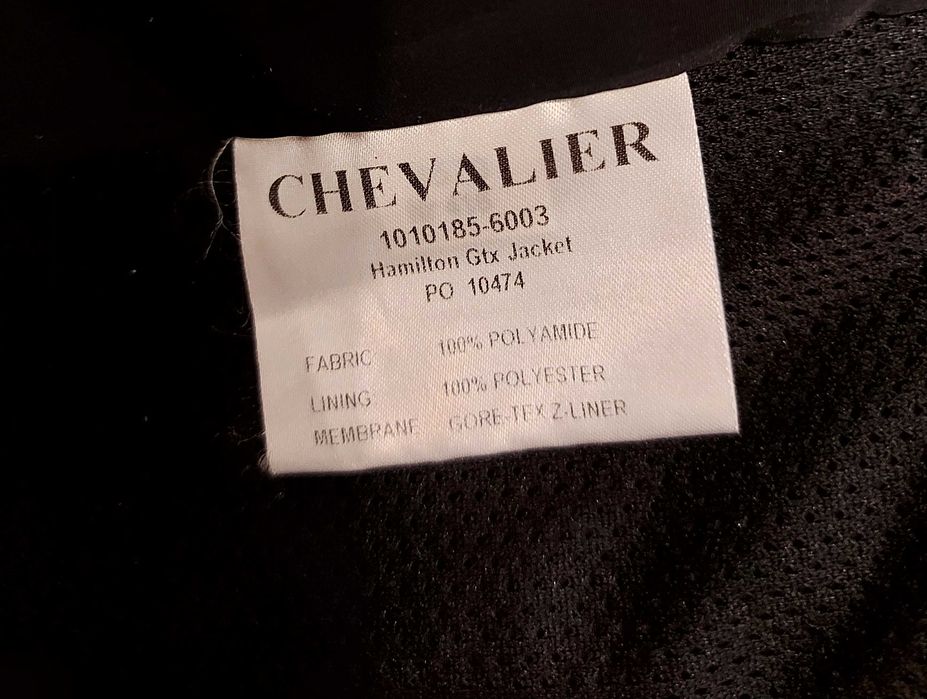 CHEVALIER
1010185-6003
Hamilton Gtx Jacket
PO 10474
FABRIC 100% POLYAMIDE
LINING 100% POLYESTER
MEMBRANE GORE-TEX Z-LINER